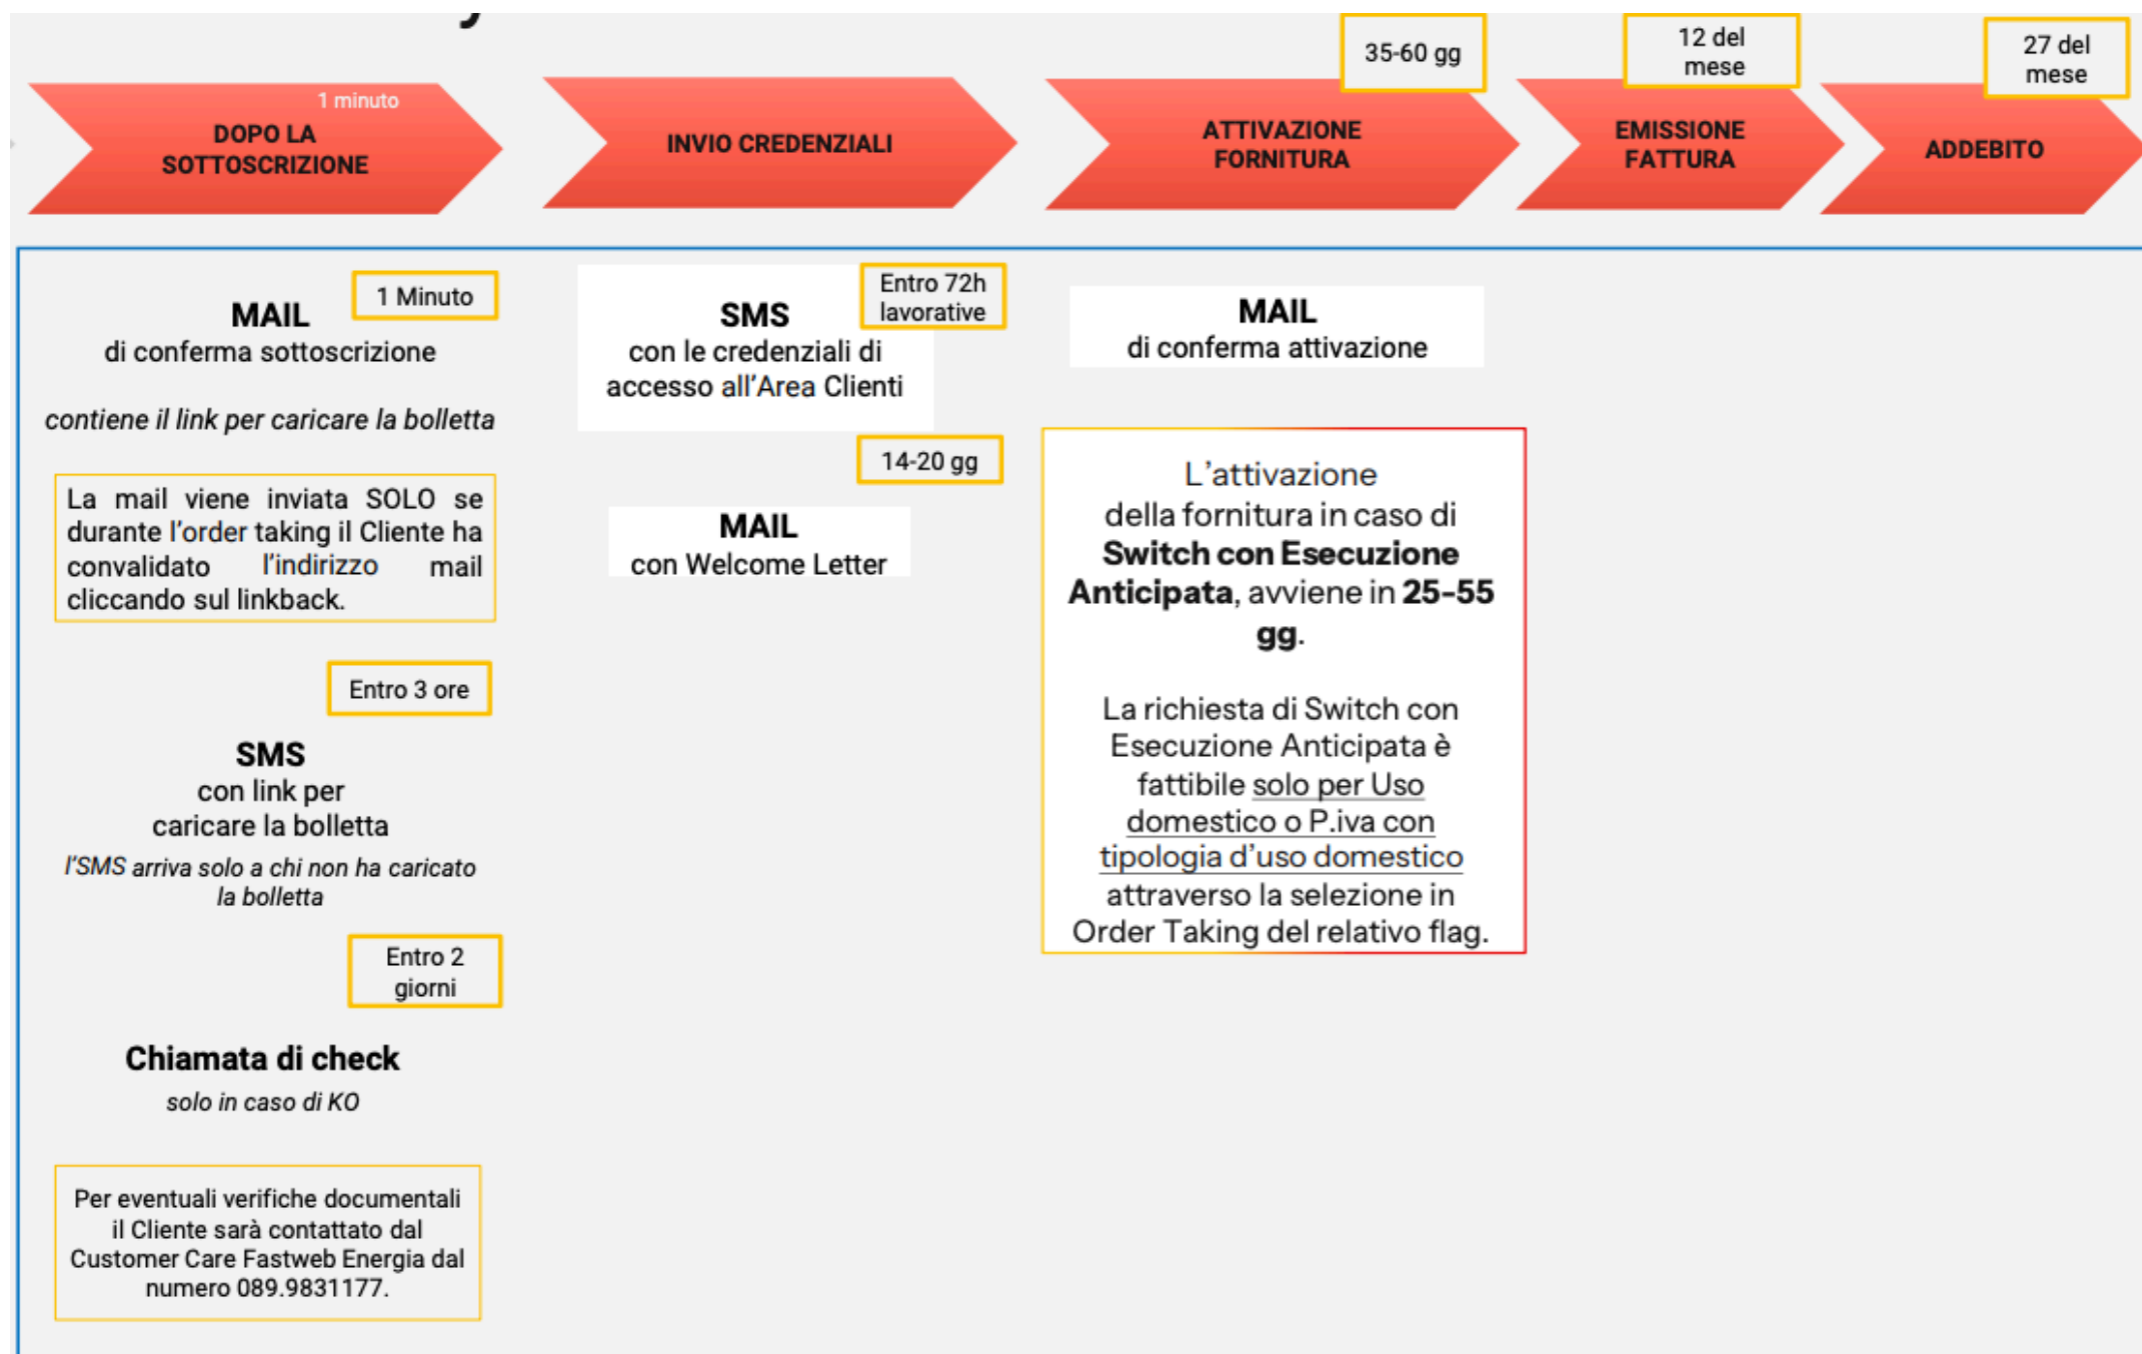 35-60 gg
12 del
mese
27 del
mese
1 minuto
DOPO LA
SOTTOSCRIZIONE
INVIO CREDENZIALI
ATTIVAZIONE
FORNITURA
EMISSIONE
FATTURA
ADDEBITO
1 Minuto
MAIL
di conferma sottoscrizione
contiene il link per caricare la bolletta
La mail viene inviata SOLO se
durante l'order taking il Cliente ha
convalidato l'indirizzo mail
cliccando sul linkback.
Entro 3 ore
SMS
con link per
caricare la bolletta
l'SMS arriva solo a chi non ha caricato
la bolletta
Entro 2
giorni
Chiamata di check
solo in caso di KO
Per eventuali verifiche documentali
il Cliente sarà contattato dal
Customer Care Fastweb Energia dal
numero 089.9831177.
Entro 72h
lavorative
SMS
con le credenziali di
accesso all'Area Clienti
14-20 gg
MAIL
con Welcome Letter
MAIL
di conferma attivazione
L'attivazione
della fornitura in caso di
Switch con Esecuzione
Anticipata, avviene in 25-55
gg.
La richiesta di Switch con
Esecuzione Anticipata è
fattibile solo per Uso
domestico o P.iva con
tipologia d'uso domestico
attraverso la selezione in
Order Taking del relativo flag.